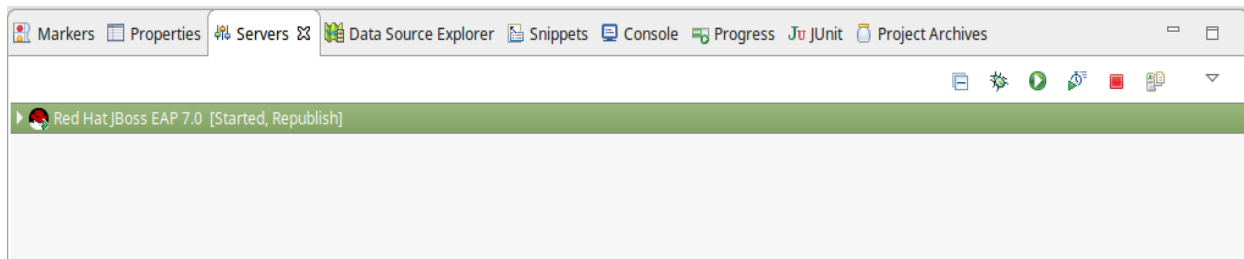 Markers Properties Servers Data Source Explorer Snippets Console Progress Ju JUnit Project Archives
Red Hat JBoss EAP 7.0 [Started, Republish]